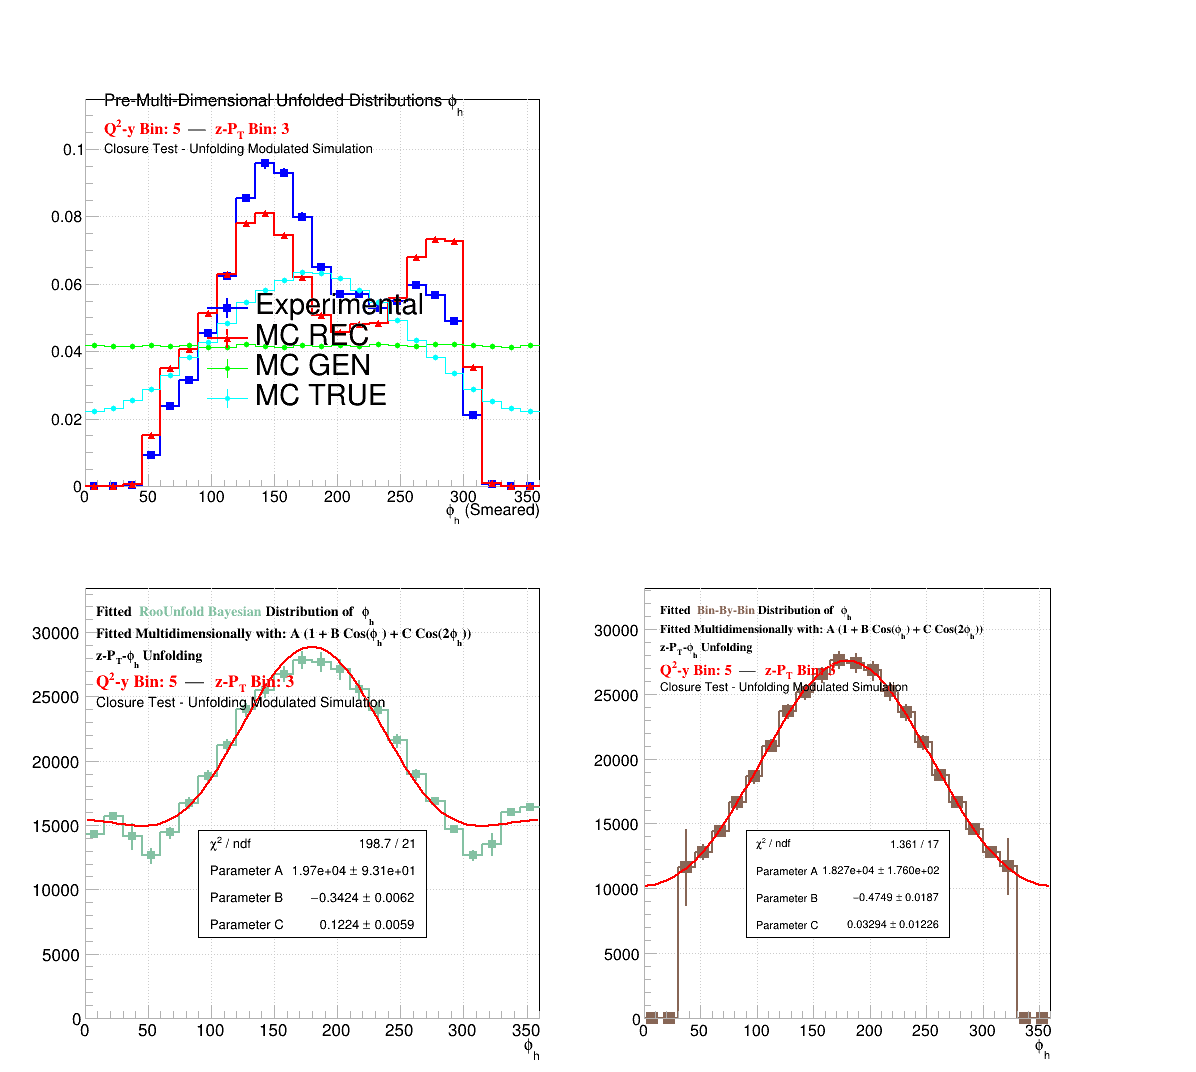 Pre-Multi-Dimensional Unfolded Distributions ϕh
Q2-y Bin: 5 — z-PT Bin: 3
Closure Test - Unfolding Modulated Simulation
0.1
0.08
0.06
0.04
0.02
0
Experimental
MC REC
MC GEN
MC TRUE
0 50 100 150 200 250 300 350
ϕh (Smeared)
Fitted RooUnfold Bayesian Distribution of ϕh
Fitted Multidimensionally with: A (1 + B Cos(ϕh) + C Cos(2ϕh))
z-PT-ϕh Unfolding
Q2-y Bin: 5 — z-PT Bin: 3
Closure Test - Unfolding Modulated Simulation
30000
25000
20000
15000
10000
5000
0
χ2 / ndf 198.7 / 21
Parameter A 1.97e+04 ± 9.31e+01
Parameter B −0.3424 ± 0.0062
Parameter C 0.1224 ± 0.0059
0 50 100 150 200 250 300 350
ϕh
Fitted Bin-By-Bin Distribution of ϕh
Fitted Multidimensionally with: A (1 + B Cos(ϕh) + C Cos(2ϕh))
z-PT-ϕh Unfolding
Q2-y Bin: 5 — z-PT Bin: 3
Closure Test - Unfolding Modulated Simulation
30000
25000
20000
15000
10000
5000
0
χ2 / ndf 1.361 / 17
Parameter A 1.827e+04 ± 1.760e+02
Parameter B −0.4749 ± 0.0187
Parameter C 0.03294 ± 0.01226
0 50 100 150 200 250 300 350
ϕh